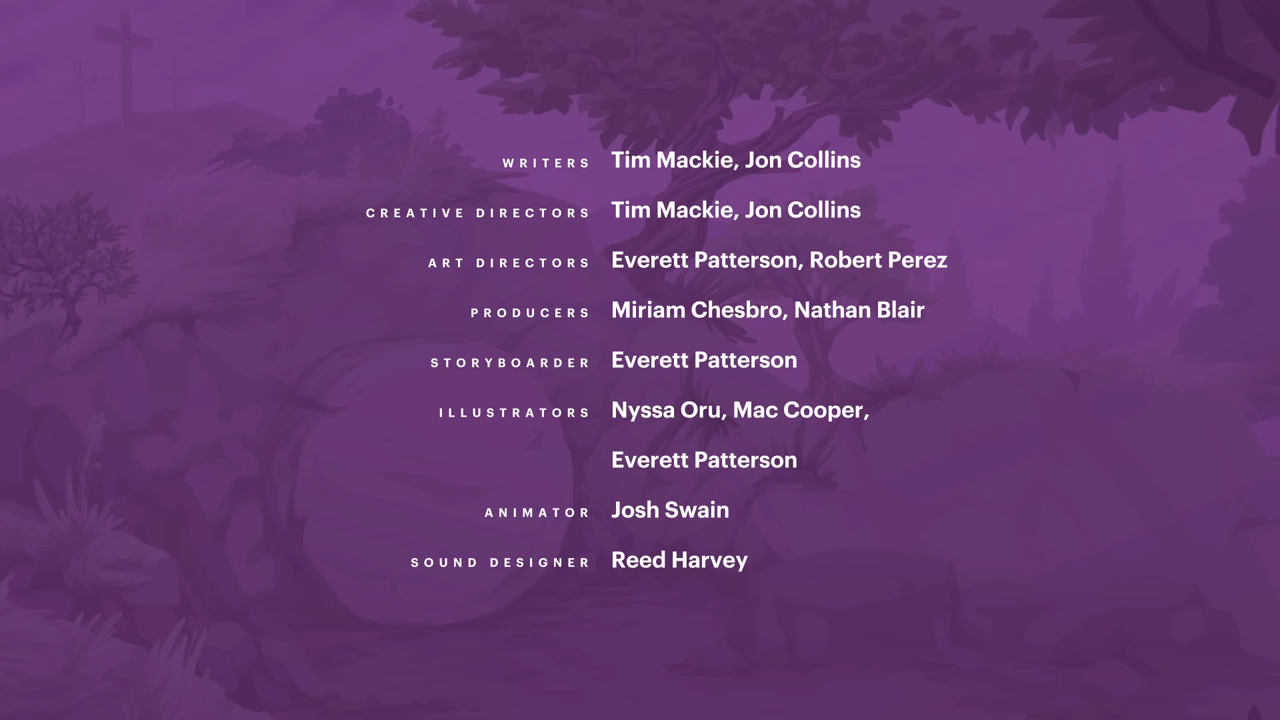 WRITERS Tim Mackie, Jon Collins
CREATIVE DIRECTORS Tim Mackie, Jon Collins
ART DIRECTORS Everett Patterson, Robert Perez
PRODUCERS Miriam Chesbro, Nathan Blair
STORYBOARDER Everett Patterson
ILLUSTRATORS Nyssa Oru, Mac Cooper,
Everett Patterson
ANIMATOR Josh Swain
SOUND DESIGNER Reed Harvey